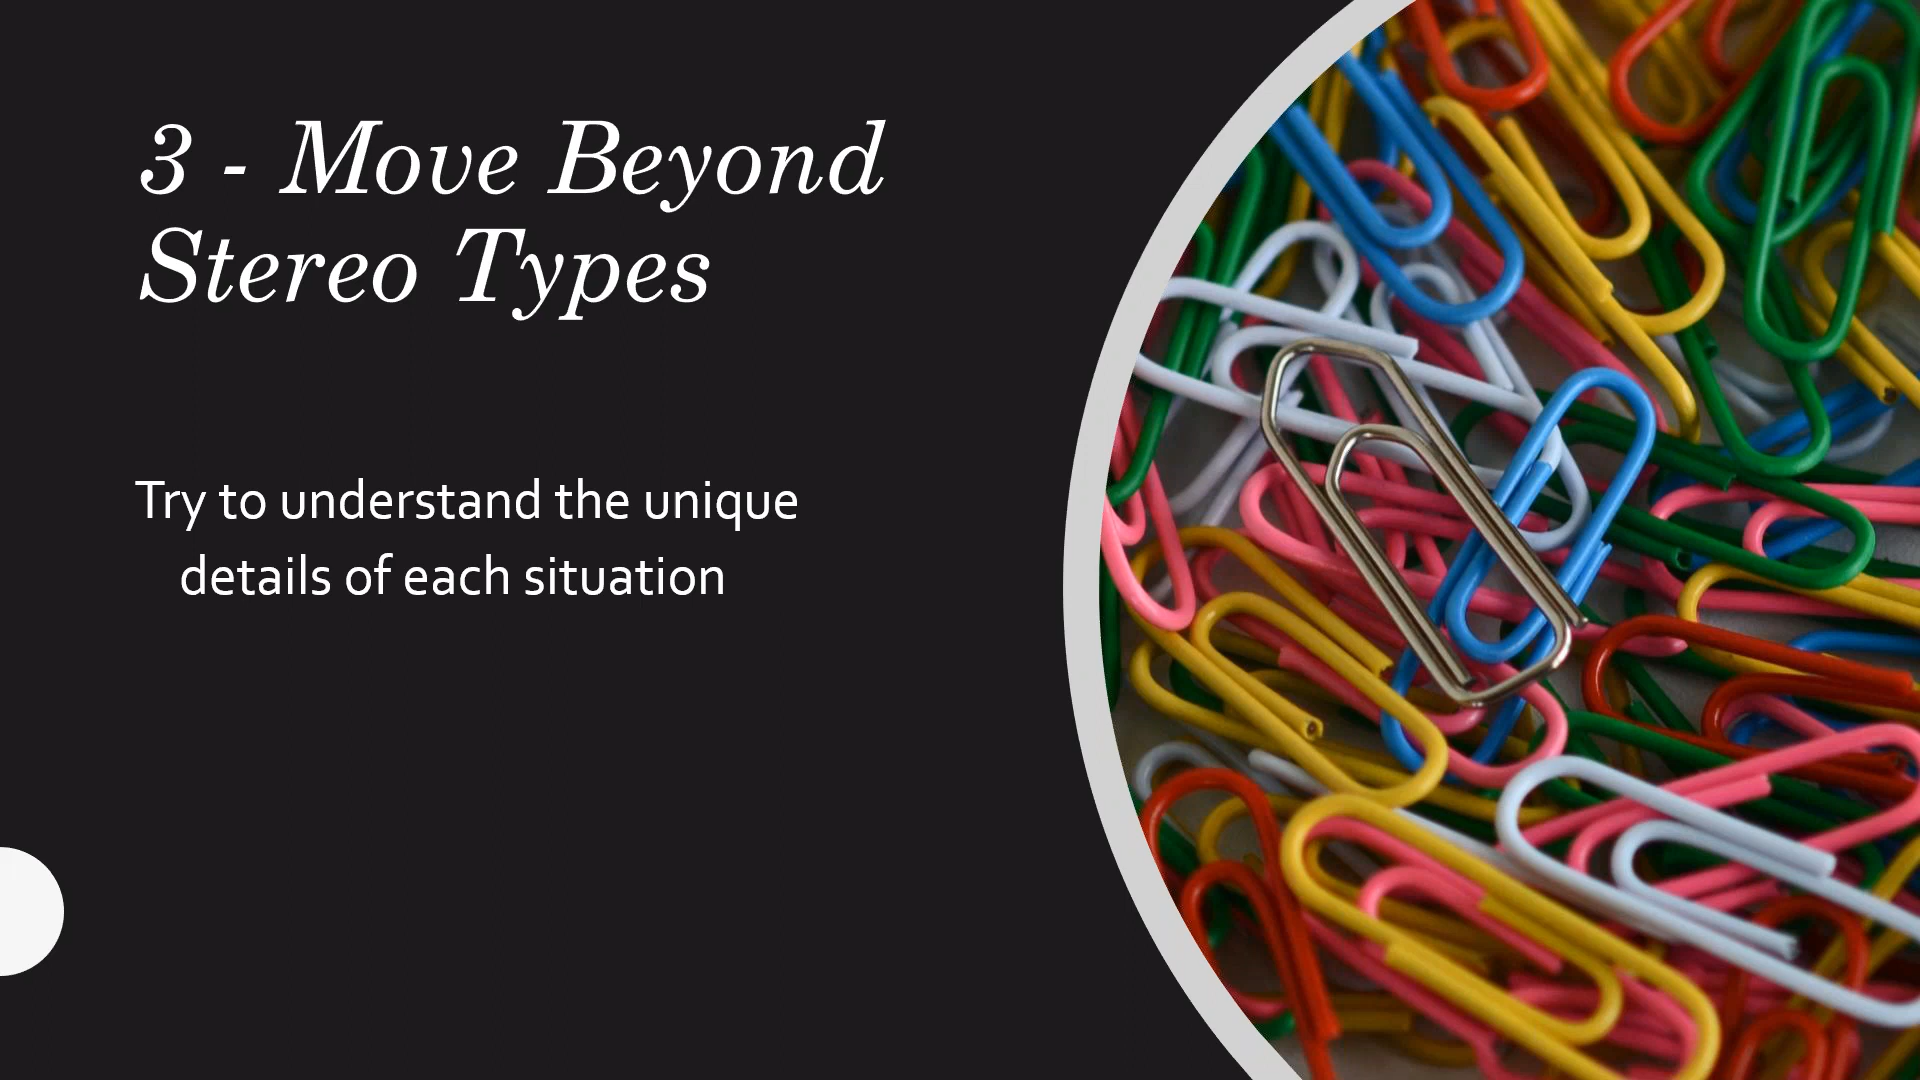 3 - Move Beyond
Stereo Types
Try to understand the unique
details of each situation